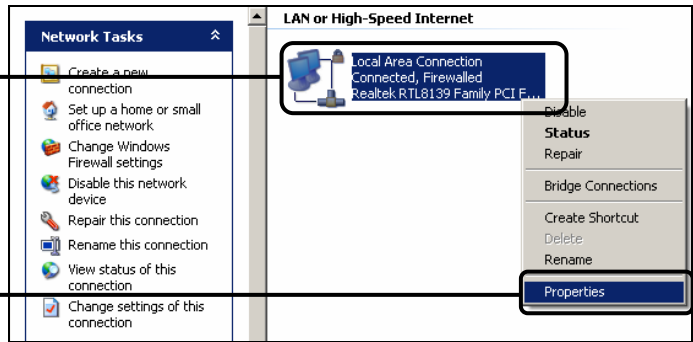 LAN or High-Speed Internet
Network Tasks
Create a new
connection
Set up a home or small
office network
Change Windows
Firewall settings
Disable this network
device
Repair this connection
Rename this connection
View status of this
connection
Change settings of this
connection
Local Area Connection
Connected, Firewalled
Realtek RTL8139 Family PCI F...
Disable
Status
Repair
Bridge Connections
Create Shortcut
Delete
Rename
Properties